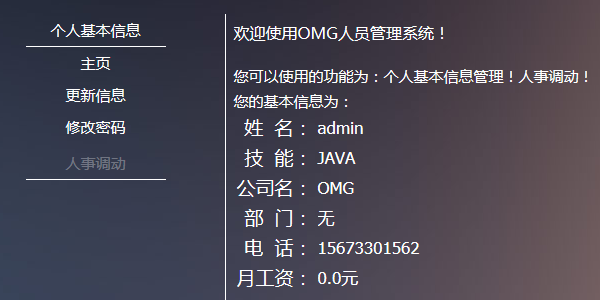 个人基本信息
主页
更新信息
修改密码
人事调动
欢迎使用OMG人员管理系统！
您可以使用的功能为：个人基本信息管理！人事调动！
您的基本信息为：
姓 名： admin
技 能： JAVA
公司名： OMG
部 门： 无
电 话： 15673301562
月工资： 0.0元